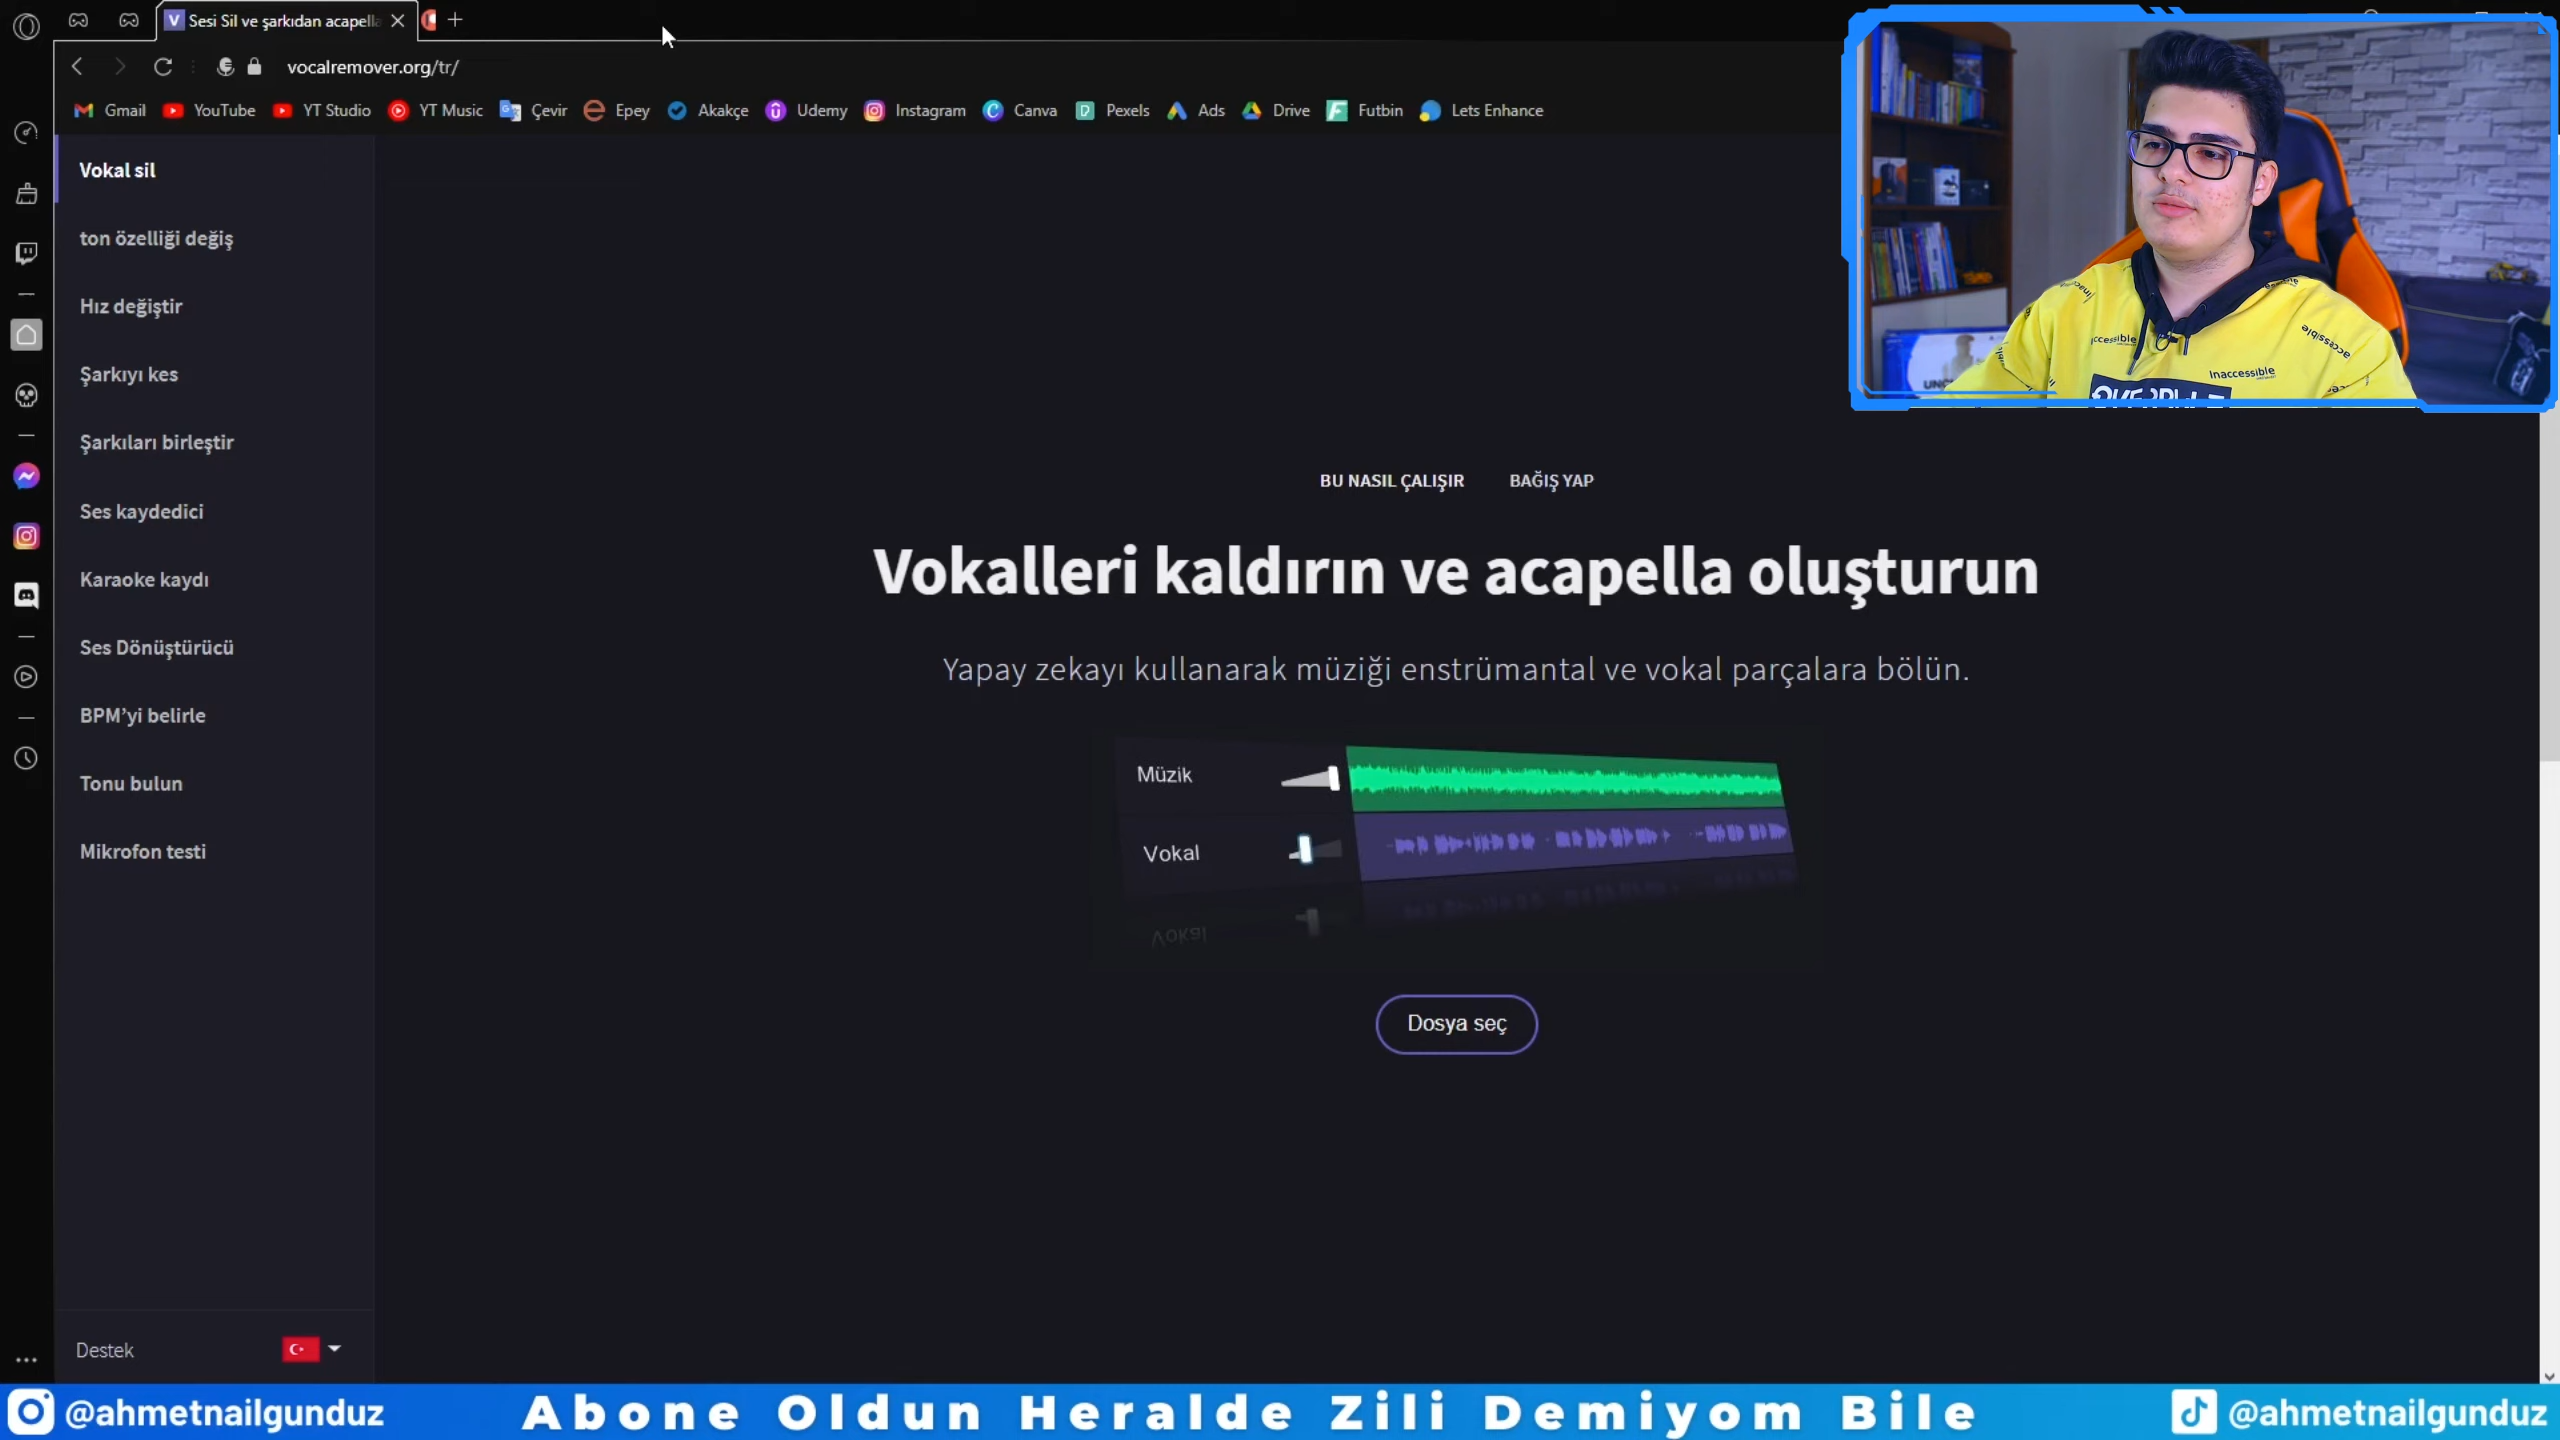 Sesi Sil ve şarkıdan acapella
vocalremover.org/tr/
Gmail YouTube YT Studio YT Music Çevir Epey Akakçe Udemy Instagram Canva Pexels Ads Drive Futbin Lets Enhance
Vokal sil
ton özelliği değiş
Hız değiştir
Şarkıyı kes
Şarkıları birleştir
Ses kaydedici
Karaoke kaydı
Ses Dönüştürücü
BPM’yi belirle
Tonu bulun
Mikrofon testi
Destek
Inaccessible
BU NASIL ÇALIŞIR BAĞIŞ YAP
Vokalleri kaldırın ve acapella oluşturun
Yapay zekayı kullanarak müziği enstrümantal ve vokal parçalara bölün.
Müzik
Vokal
Vokal
Dosya seç
@ahmetnailgunduz Abone Oldun Heralde Zili Demiyom Bile @ahmetnailgunduz